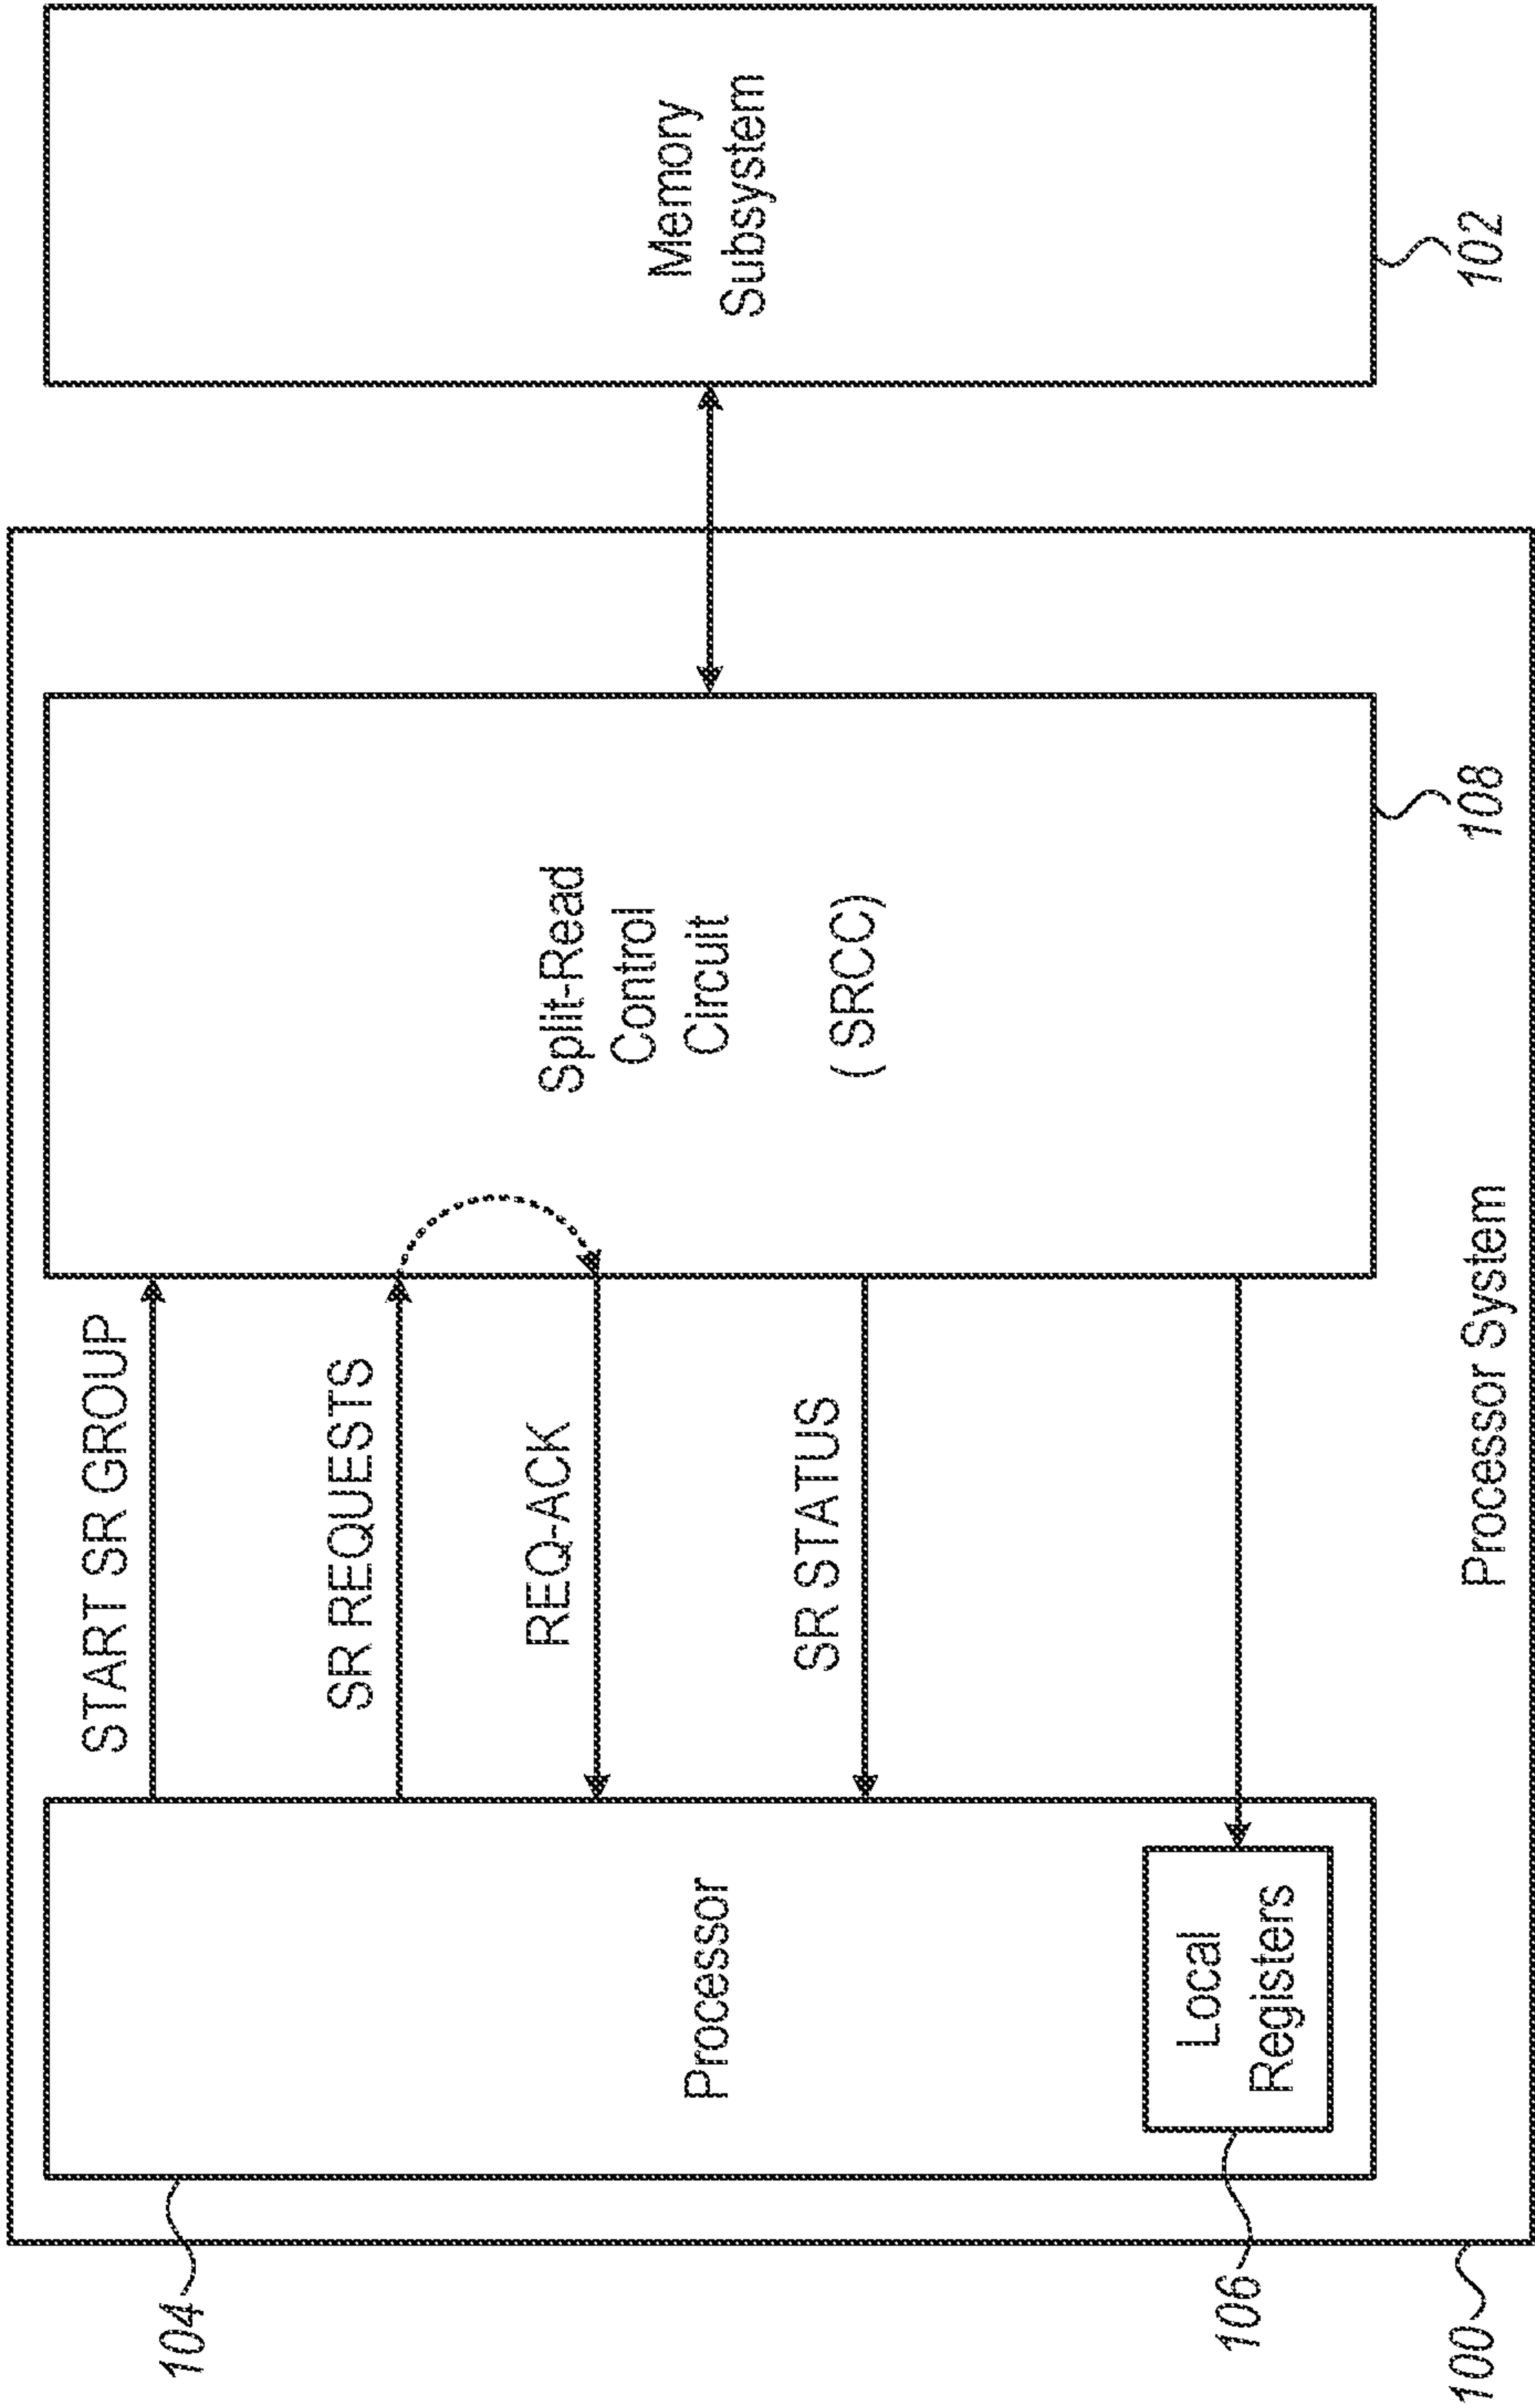 START SR GROUP
SR REQUESTS
REQ-ACK
SR STATUS
Processor
Local
Registers
Split-Read
Control
Circuit
( SRCC)
Memory
Subsystem
Processor System
104
106
100
108
102